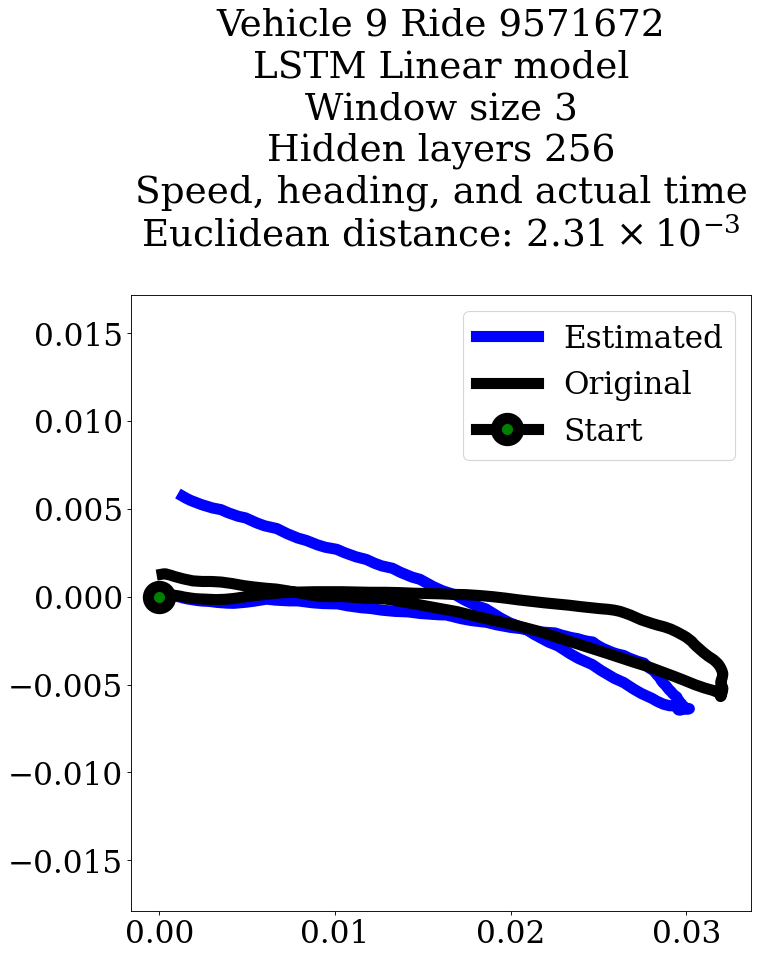 Vehicle 9 Ride 9571672
LSTM Linear model
Window size 3
Hidden layers 256
Speed, heading, and actual time
Euclidean distance: 2.31 × 10⁻³
Estimated
Original
Start
0.015
0.010
0.005
0.000
−0.005
−0.010
−0.015
0.00 0.01 0.02 0.03